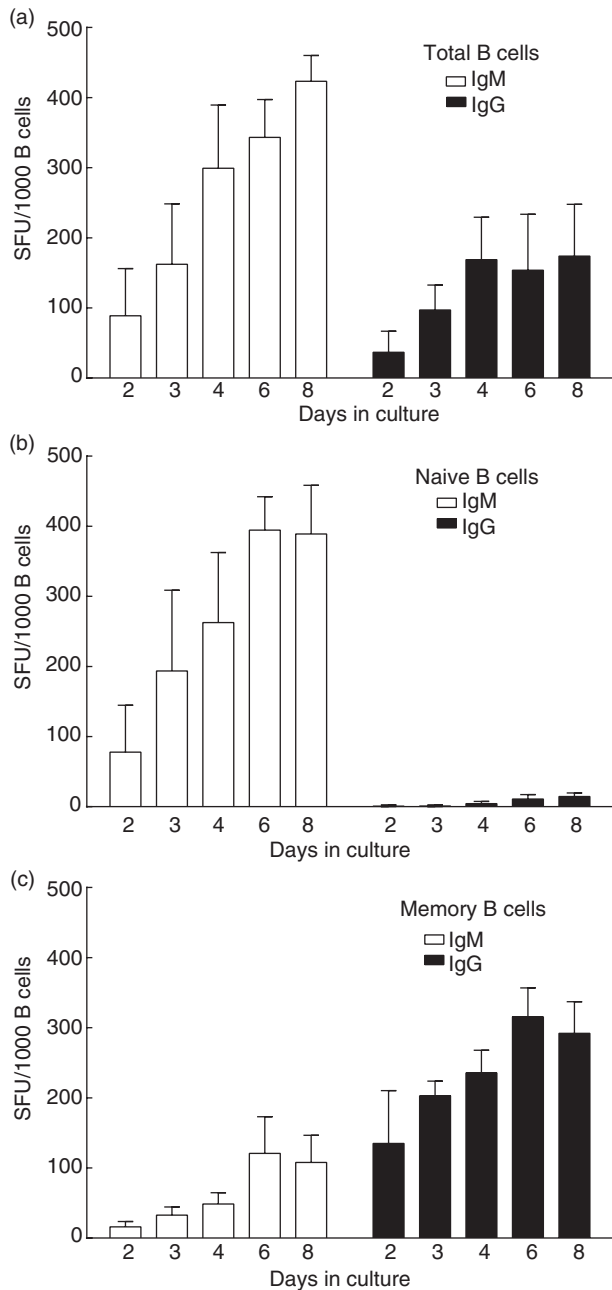 (a)
500
400
300
200
100
0
SFU/1000 B cells
Total B cells
IgM
IgG
2 3 4 6 8 2 3 4 6 8
Days in culture
(b)
500
400
300
200
100
0
SFU/1000 B cells
Naive B cells
IgM
IgG
2 3 4 6 8 2 3 4 6 8
Days in culture
(c)
500
400
300
200
100
0
SFU/1000 B cells
Memory B cells
IgM
IgG
2 3 4 6 8 2 3 4 6 8
Days in culture